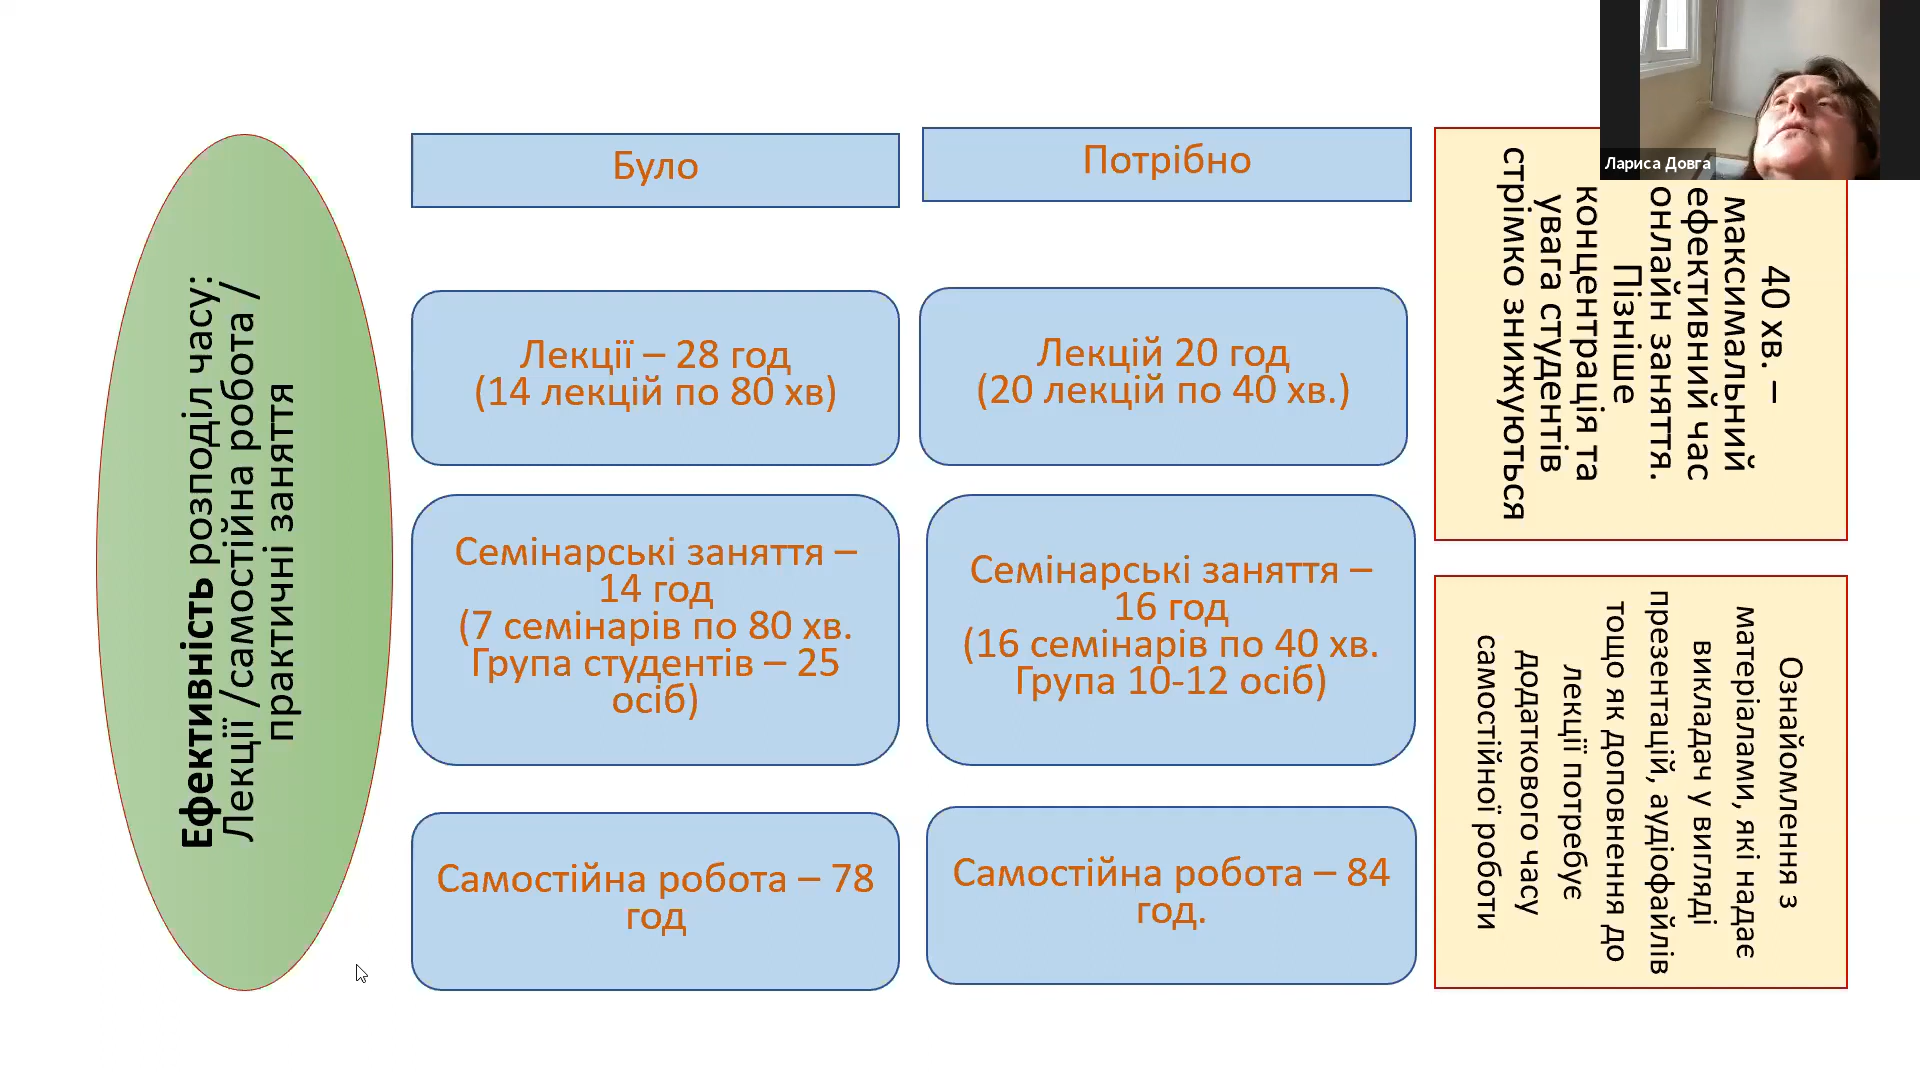 Ефективність розподіл часу:
Лекції /самостійна робота /
практичні заняття
Було
Потрібно
Лекції – 28 год
(14 лекцій по 80 хв)
Лекцій 20 год
(20 лекцій по 40 хв.)
Семінарські заняття –
14 год
(7 семінарів по 80 хв.
Група студентів – 25
осіб)
Семінарські заняття –
16 год
(16 семінарів по 40 хв.
Група 10-12 осіб)
Самостійна робота – 78
год
Самостійна робота – 84
год.
40 хв. –
максимальний
ефективний час
онлайн заняття.
Пізніше
концентрація та
увага студентів
стрімко знижуються
Ознайомлення з
матеріалами, які надає
викладач у вигляді
презентацій, аудіофайлів
тощо як доповнення до
лекції потребує
додаткового часу
самостійної роботи
Лариса Довга